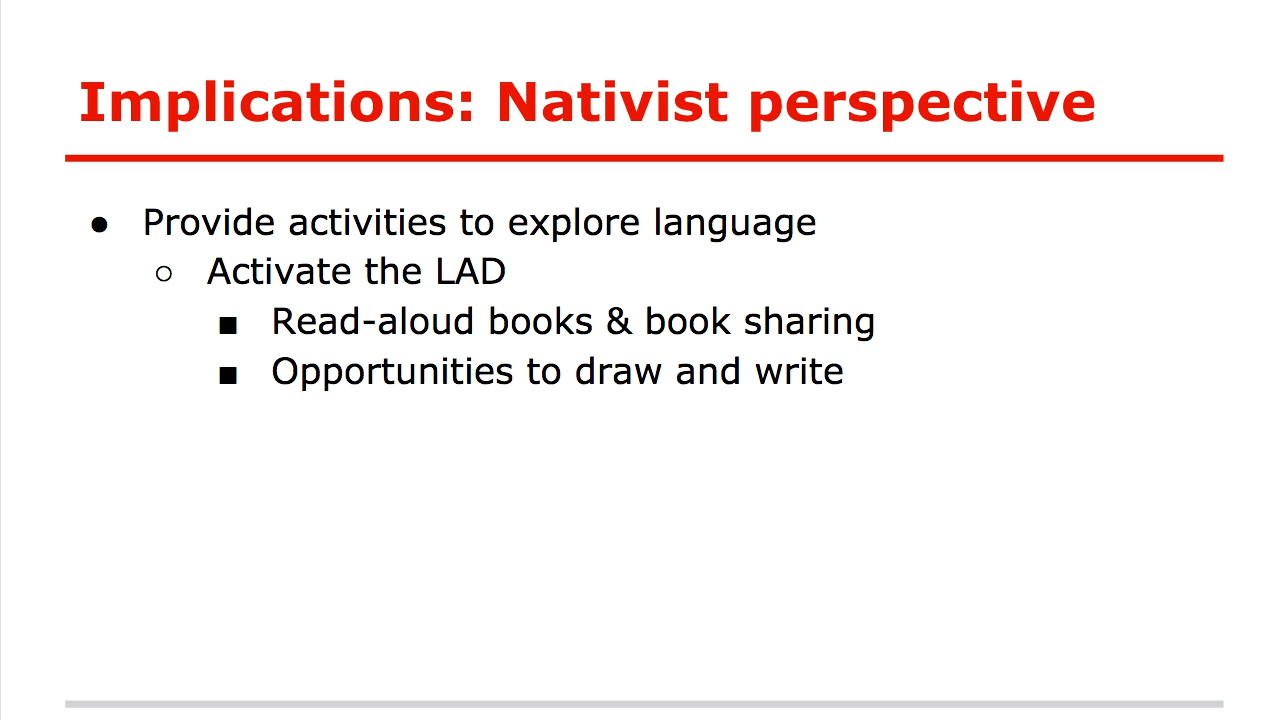 Implications: Nativist perspective
● Provide activities to explore language
○ Activate the LAD
■ Read-aloud books & book sharing
■ Opportunities to draw and write